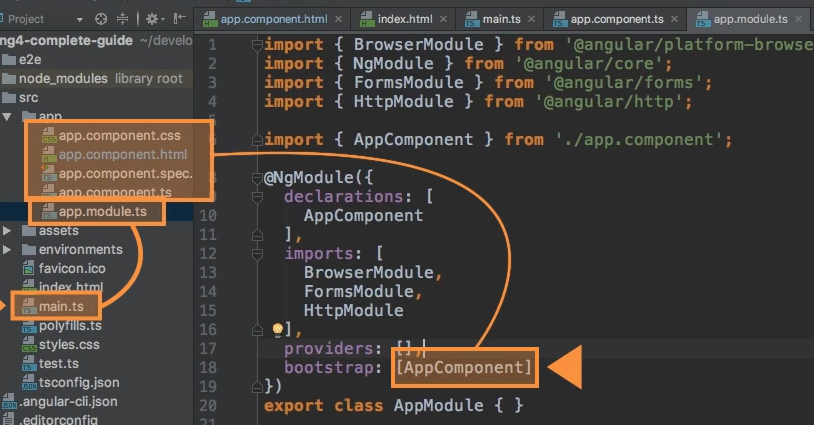 Project
app.component.html
index.html
main.ts
app.component.ts
app.module.ts
ng4-complete-guide ~/develo
e2e
node_modules library root
src
app
app.component.css
app.component.html
app.component.spec.
app.component.ts
app.module.ts
assets
environments
favicon.ico
index.html
main.ts
polyfills.ts
styles.css
test.ts
tsconfig.json
.angular-cli.json
.editorconfig
1 import { BrowserModule } from '@angular/platform-browse
2 import { NgModule } from '@angular/core';
3 import { FormsModule } from '@angular/forms';
4 import { HttpModule } from '@angular/http';
5
6 import { AppComponent } from './app.component';
8 @NgModule({
9 declarations: [
10 AppComponent
11 ],
12 imports: [
13 BrowserModule,
14 FormsModule,
15 HttpModule
16 ],
17 providers: [],
18 bootstrap: [AppComponent]
19 })
20 export class AppModule { }
21